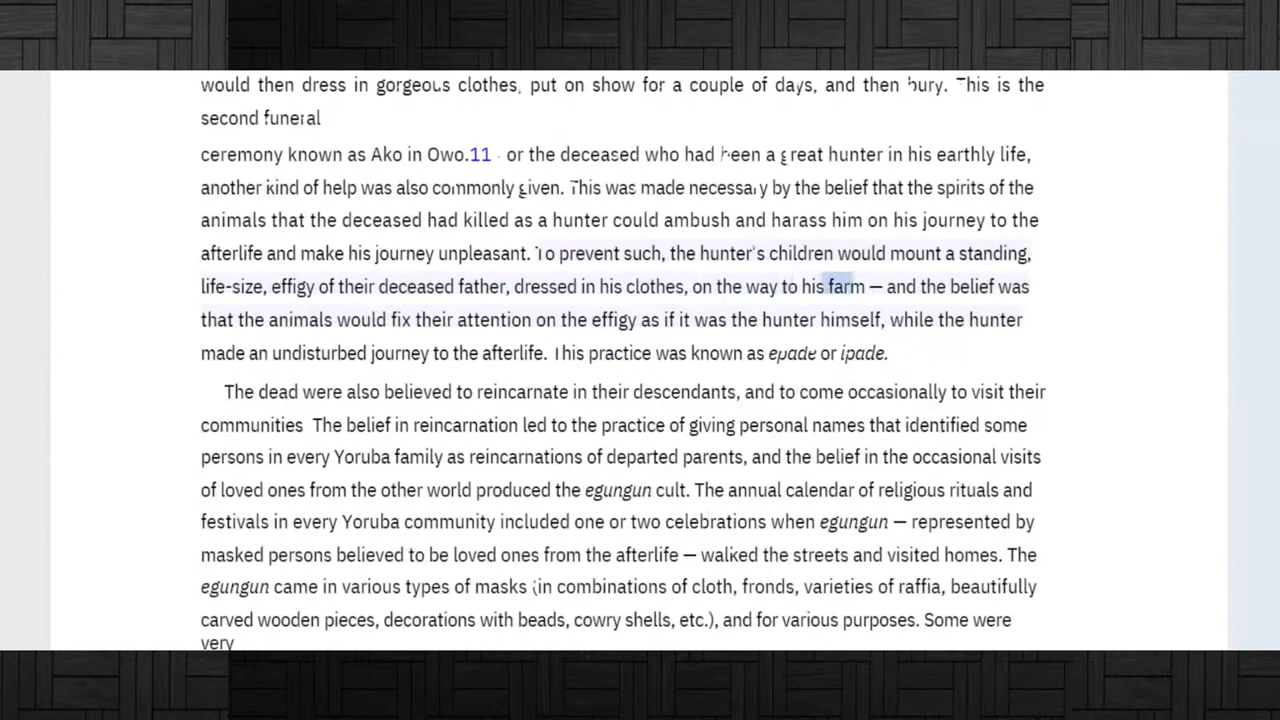 would then dress in gorgeous clothes, put on show for a couple of days, and then bury. This is the
second funeral
ceremony known as Ako in Owo.11 or the deceased who had been a great hunter in his earthly life,
another kind of help was also commonly given. This was made necessary by the belief that the spirits of the
animals that the deceased had killed as a hunter could ambush and harass him on his journey to the
afterlife and make his journey unpleasant. To prevent such, the hunter's children would mount a standing,
life-size, effigy of their deceased father, dressed in his clothes, on the way to his farm — and the belief was
that the animals would fix their attention on the effigy as if it was the hunter himself, while the hunter
made an undisturbed journey to the afterlife. This practice was known as epade or ipade.
The dead were also believed to reincarnate in their descendants, and to come occasionally to visit their
communities The belief in reincarnation led to the practice of giving personal names that identified some
persons in every Yoruba family as reincarnations of departed parents, and the belief in the occasional visits
of loved ones from the other world produced the egungun cult. The annual calendar of religious rituals and
festivals in every Yoruba community included one or two celebrations when egungun — represented by
masked persons believed to be loved ones from the afterlife — walked the streets and visited homes. The
egungun came in various types of masks (in combinations of cloth, fronds, varieties of raffia, beautifully
carved wooden pieces, decorations with beads, cowry shells, etc.), and for various purposes. Some were
very